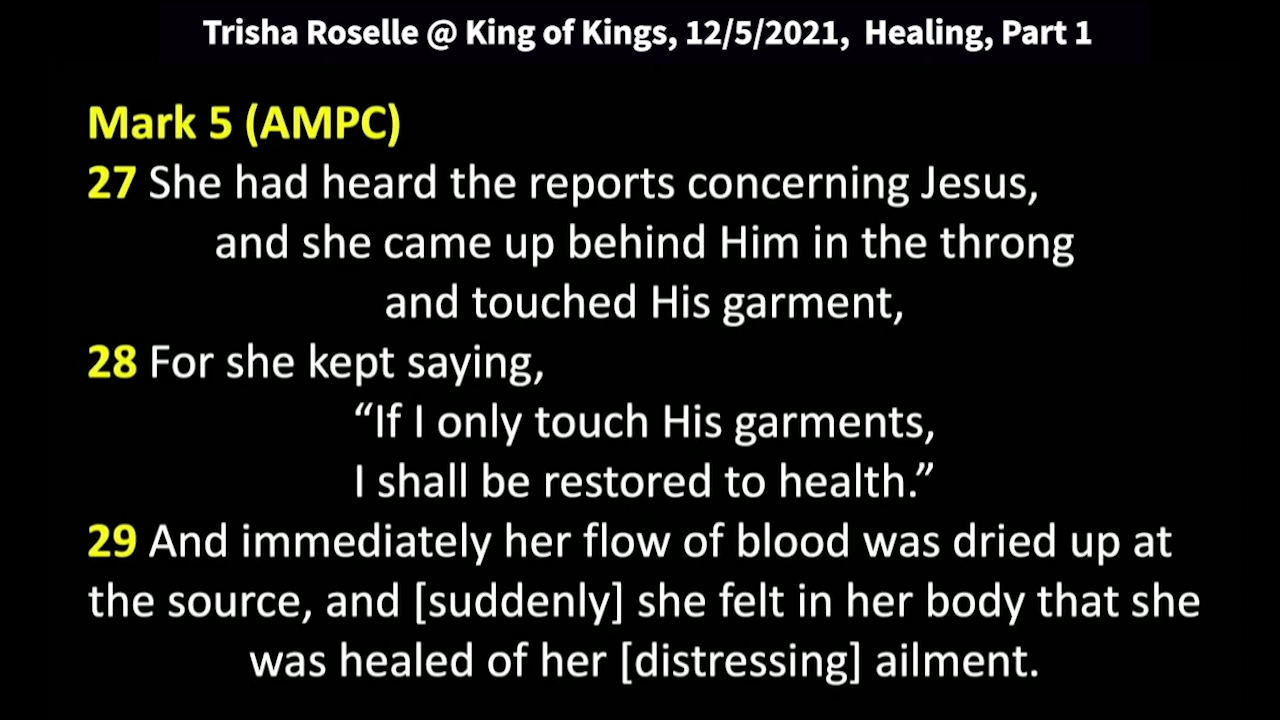 Trisha Roselle @ King of Kings, 12/5/2021,  Healing, Part 1
Mark 5 (AMPC)
27 She had heard the reports concerning Jesus,
and she came up behind Him in the throng
and touched His garment,
28 For she kept saying,
“If I only touch His garments,
I shall be restored to health.”
29 And immediately her flow of blood was dried up at
the source, and [suddenly] she felt in her body that she
was healed of her [distressing] ailment.